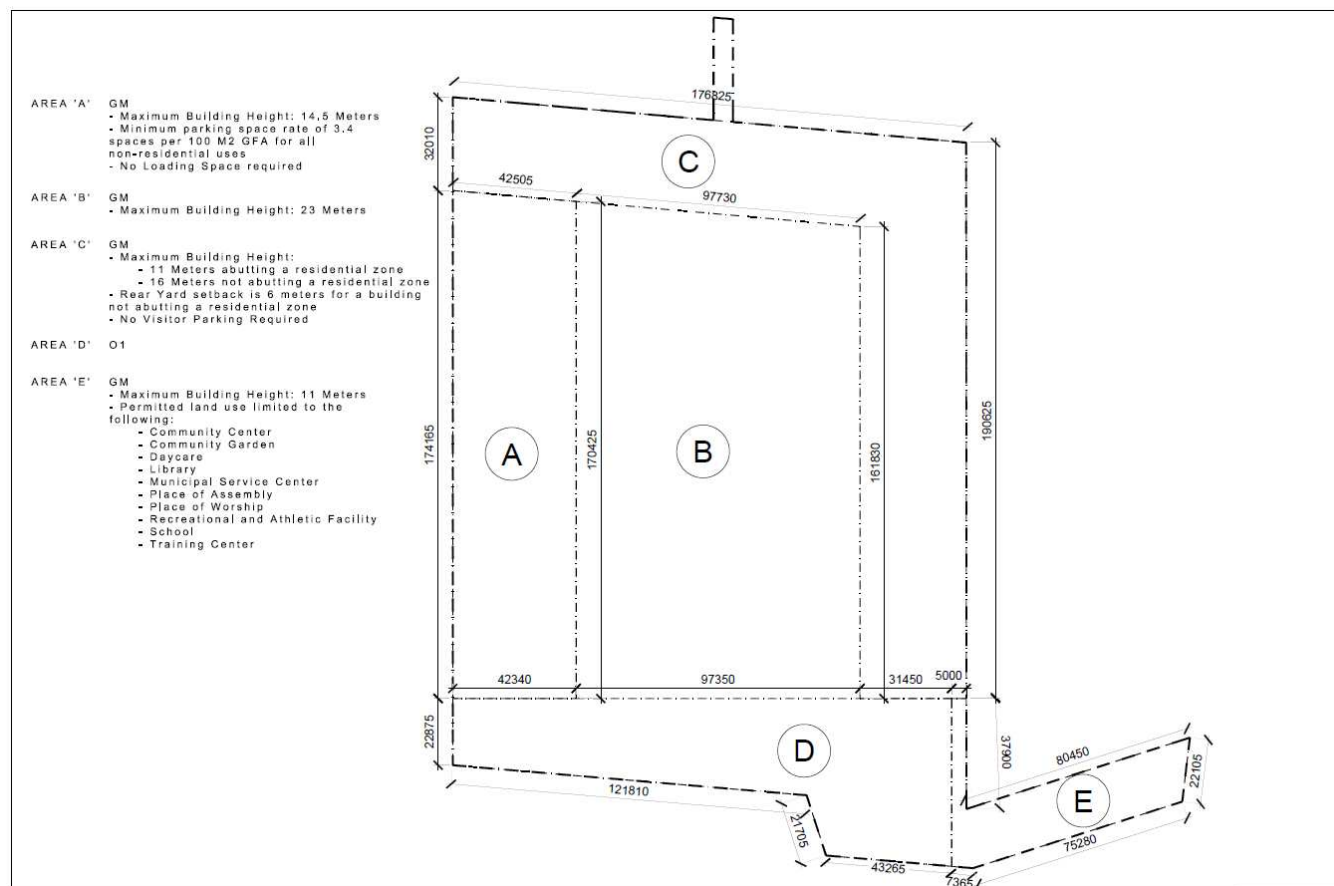 AREA 'A' GM
- Maximum Building Height: 14,5 Meters
- Minimum parking space rate of 3.4
spaces per 100 M2 GFA for all
non-residential uses
- No Loading Space required
AREA 'B' GM
- Maximum Building Height: 23 Meters
AREA 'C' GM
- Maximum Building Height:
- 11 Meters abutting a residential zone
- 16 Meters not abutting a residential zone
- Rear Yard setback is 6 meters for a building
not abutting a residential zone
- No Visitor Parking Required
AREA 'D' O1
AREA 'E' GM
- Maximum Building Height: 11 Meters
- Permitted land use limited to the
following:
- Community Center
- Community Garden
- Daycare
- Library
- Municipal Service Center
- Place of Assembly
- Place of Worship
- Recreational and Athletic Facility
- School
- Training Center
176325
32010
C
42505
97730
174165
A
170425
B
161830
190625
42340
97350
31450
5000
22875
D
37900
80450
22105
E
121810
21705
43265
7365
75280